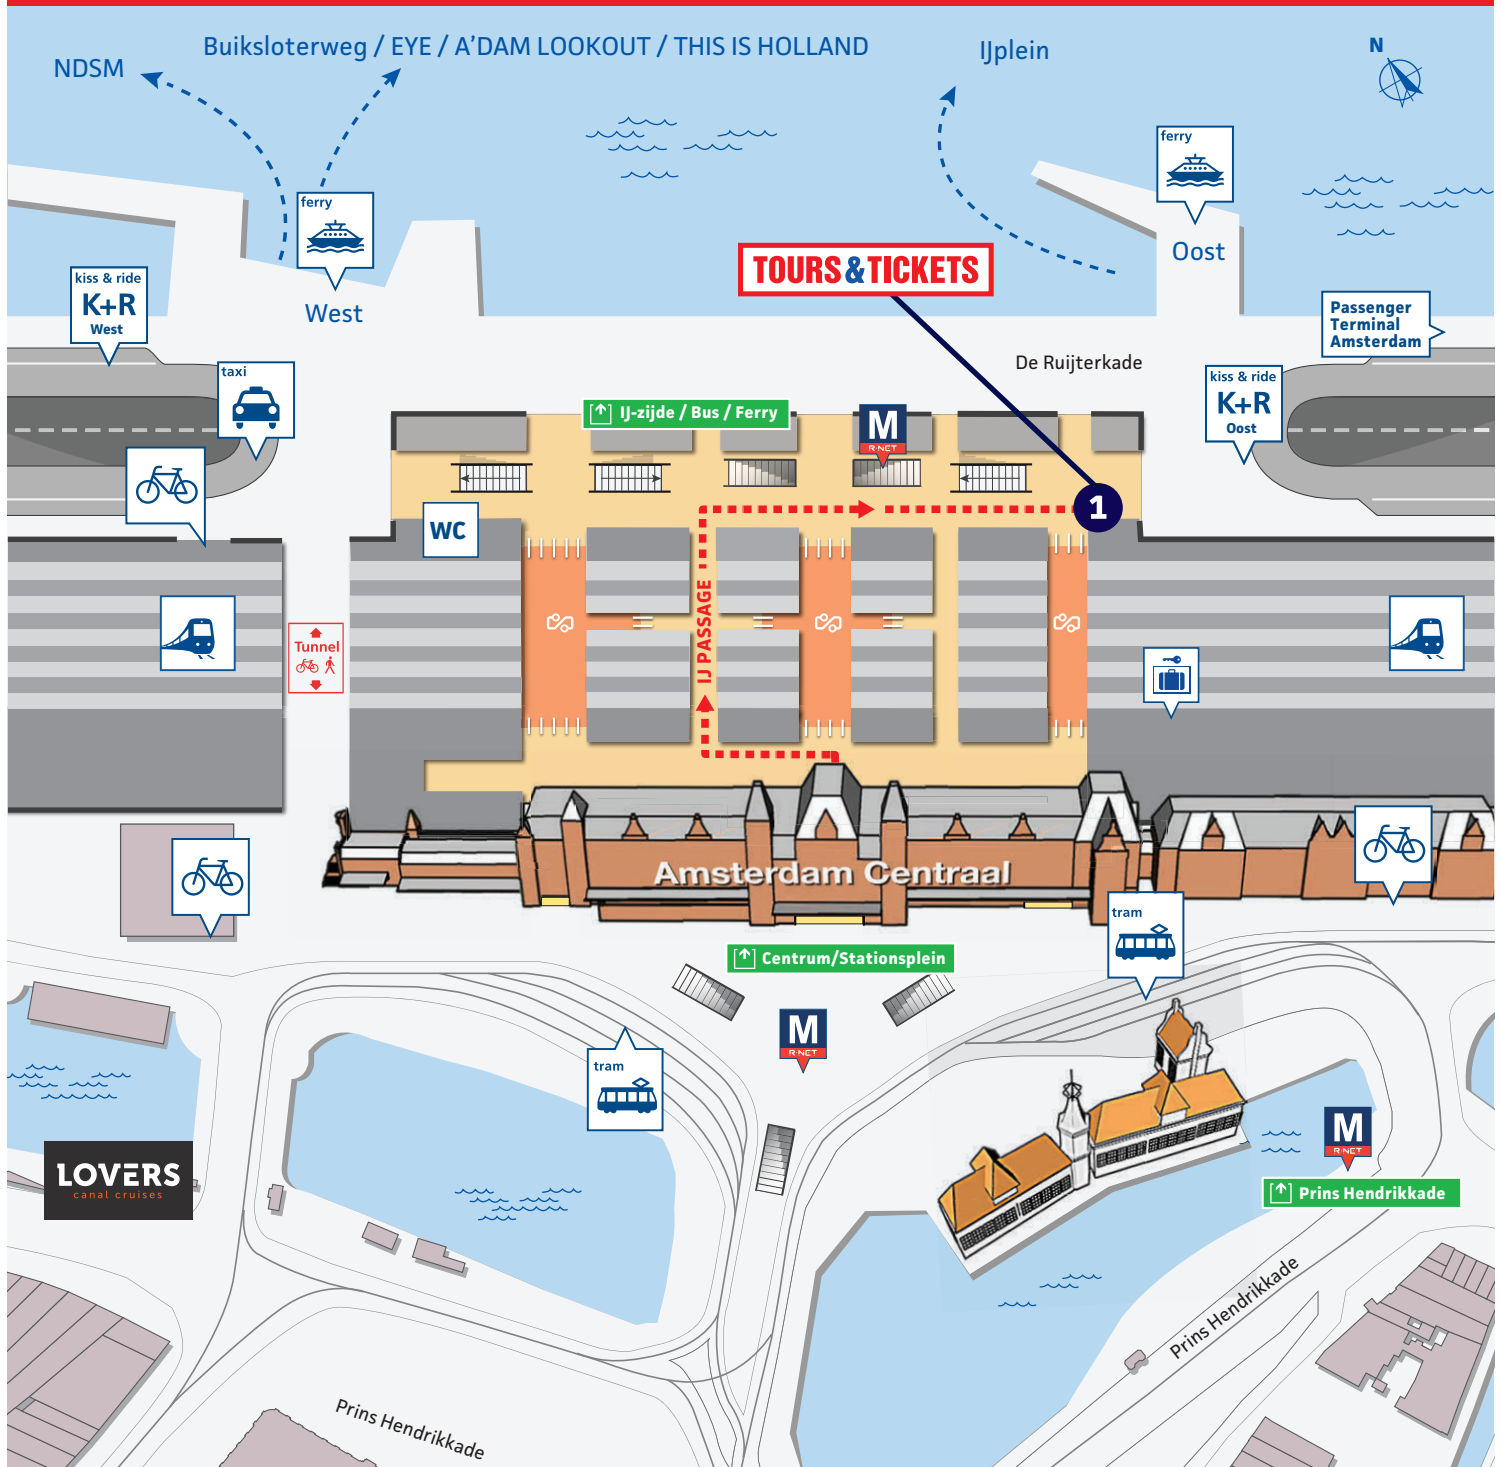 Buiksloterweg / EYE / A'DAM LOOKOUT / THIS IS HOLLAND
NDSM
IJplein
N
ferry
ferry
West
Oost
TOURS&TICKETS
kiss & ride
K+R
West
taxi
Passenger
Terminal
Amsterdam
De Ruijterkade
kiss & ride
K+R
Oost
[↑] IJ-zijde / Bus / Ferry
M
R-NET
1
WC
IJ PASSAGE
Tunnel
Amsterdam Centraal
tram
[↑] Centrum/Stationsplein
M
R-NET
tram
M
R-NET
[↑] Prins Hendrikkade
LOVERS
canal cruises
Prins Hendrikkade
Prins Hendrikkade